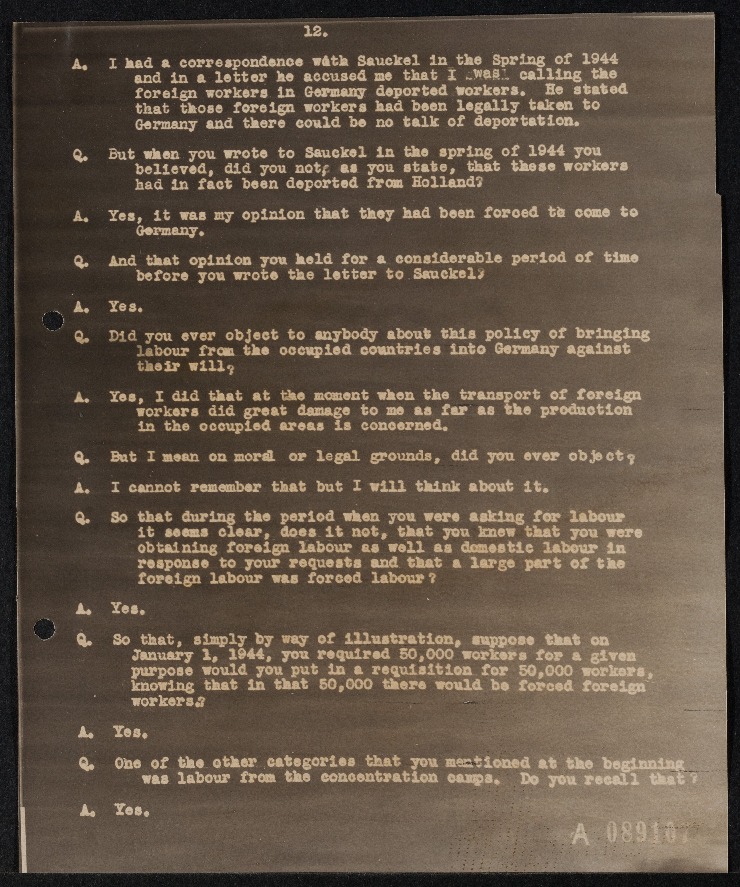 12.
A. I had a correspondence with Sauckel in the Spring of 1944
and in a letter he accused me that I was calling the
foreign workers in Germany deported workers. He stated
that those foreign workers had been legally taken to
Germany and there could be no talk of deportation.
Q. But when you wrote to Sauckel in the spring of 1944 you
believed, did you not, as you state, that these workers
had in fact been deported from Holland?
A. Yes, it was my opinion that they had been forced to come to
Germany.
Q. And that opinion you held for a considerable period of time
before you wrote the letter to Sauckel?
A. Yes.
Q. Did you ever object to anybody about this policy of bringing
labour from the occupied countries into Germany against
their will?
A. Yes, I did that at the moment when the transport of foreign
workers did great damage to me as far as the production
in the occupied areas is concerned.
Q. But I mean on moral or legal grounds, did you ever object?
A. I cannot remember that but I will think about it.
Q. So that during the period when you were asking for labour
it seems clear, does it not, that you knew that you were
obtaining foreign labour as well as domestic labour in
response to your requests and that a large part of the
foreign labour was forced labour?
A. Yes.
Q. So that, simply by way of illustration, suppose that on
January 1, 1944, you required 50,000 workers for a given
purpose would you put in a requisition for 50,000 workers,
knowing that in that 50,000 there would be forced foreign
workers?
A. Yes.
Q. One of the other categories that you mentioned at the beginning
was labour from the concentration camps. Do you recall that?
A. Yes.
A